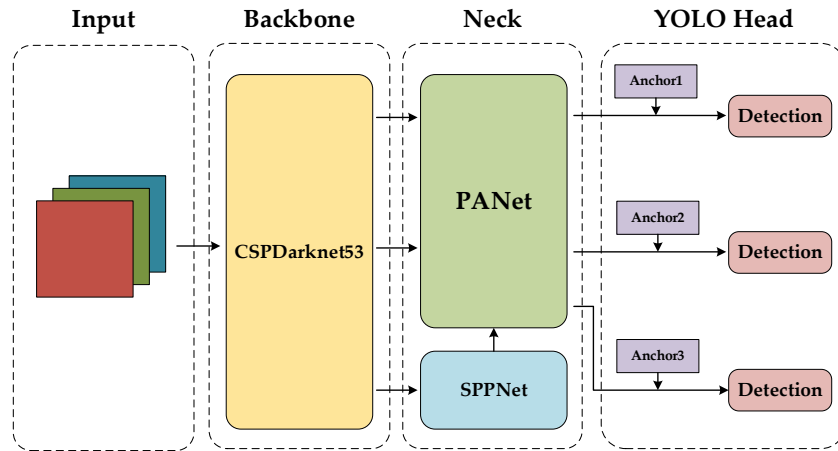 Input
Backbone
Neck
YOLO Head
Anchor1
Detection
PANet
CSPDarknet53
Anchor2
Detection
SPPNet
Anchor3
Detection